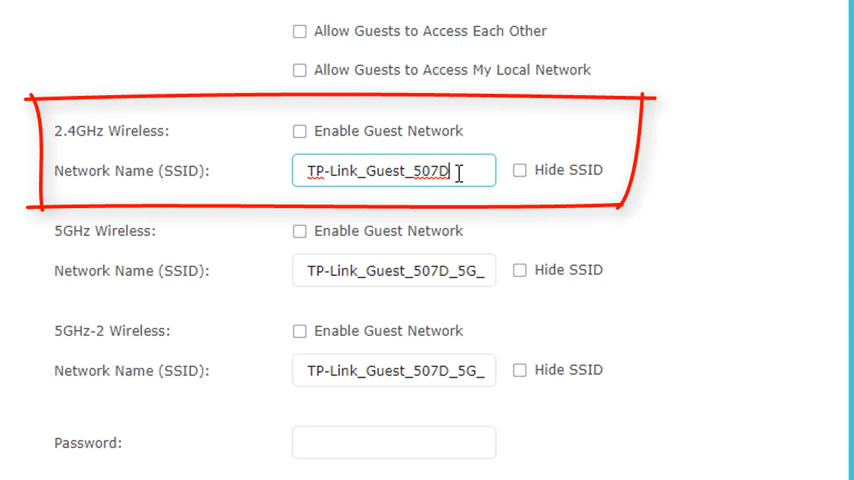 Allow Guests to Access Each Other
Allow Guests to Access My Local Network
2.4GHz Wireless: Enable Guest Network
Network Name (SSID): TP-Link_Guest_507D Hide SSID
5GHz Wireless: Enable Guest Network
Network Name (SSID): TP-Link_Guest_507D_5G_ Hide SSID
5GHz-2 Wireless: Enable Guest Network
Network Name (SSID): TP-Link_Guest_507D_5G_ Hide SSID
Password: